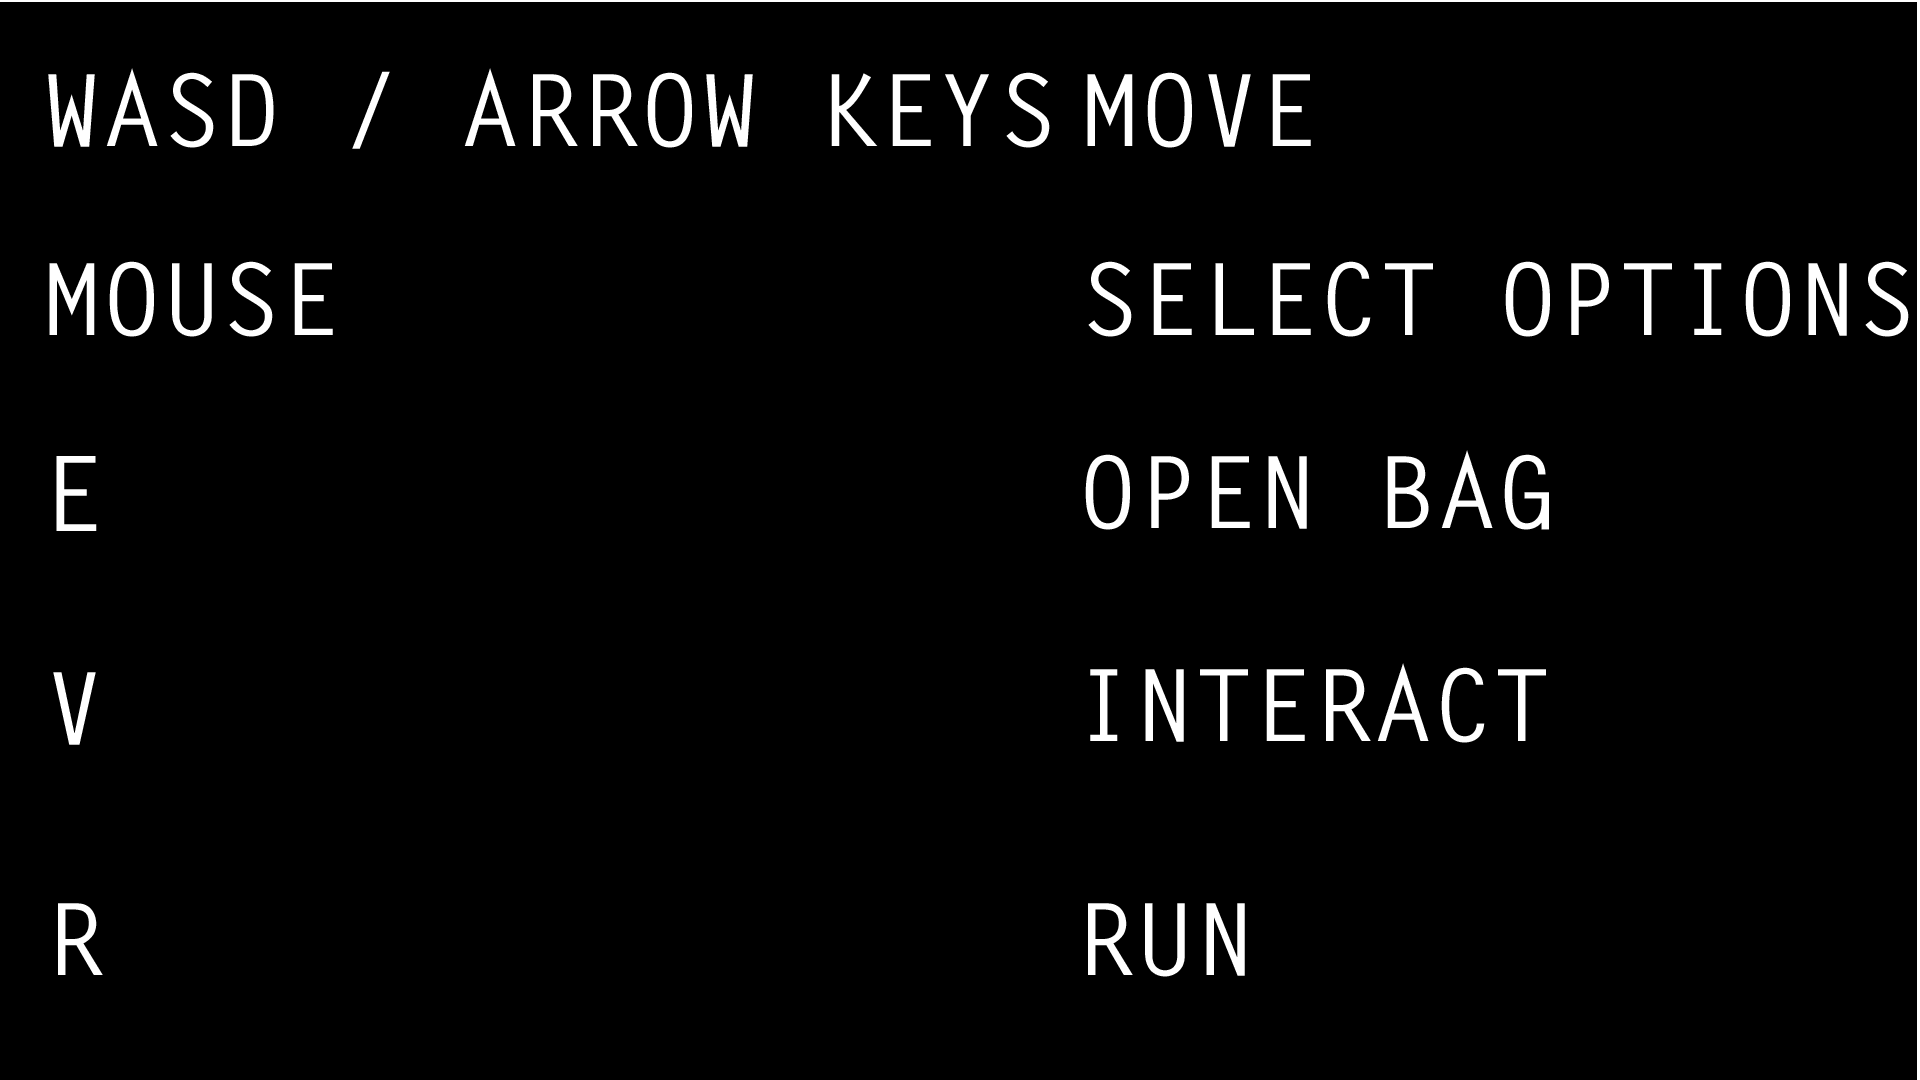 WASD / ARROW KEYS MOVE
MOUSE SELECT OPTIONS
E OPEN BAG
V INTERACT
R RUN